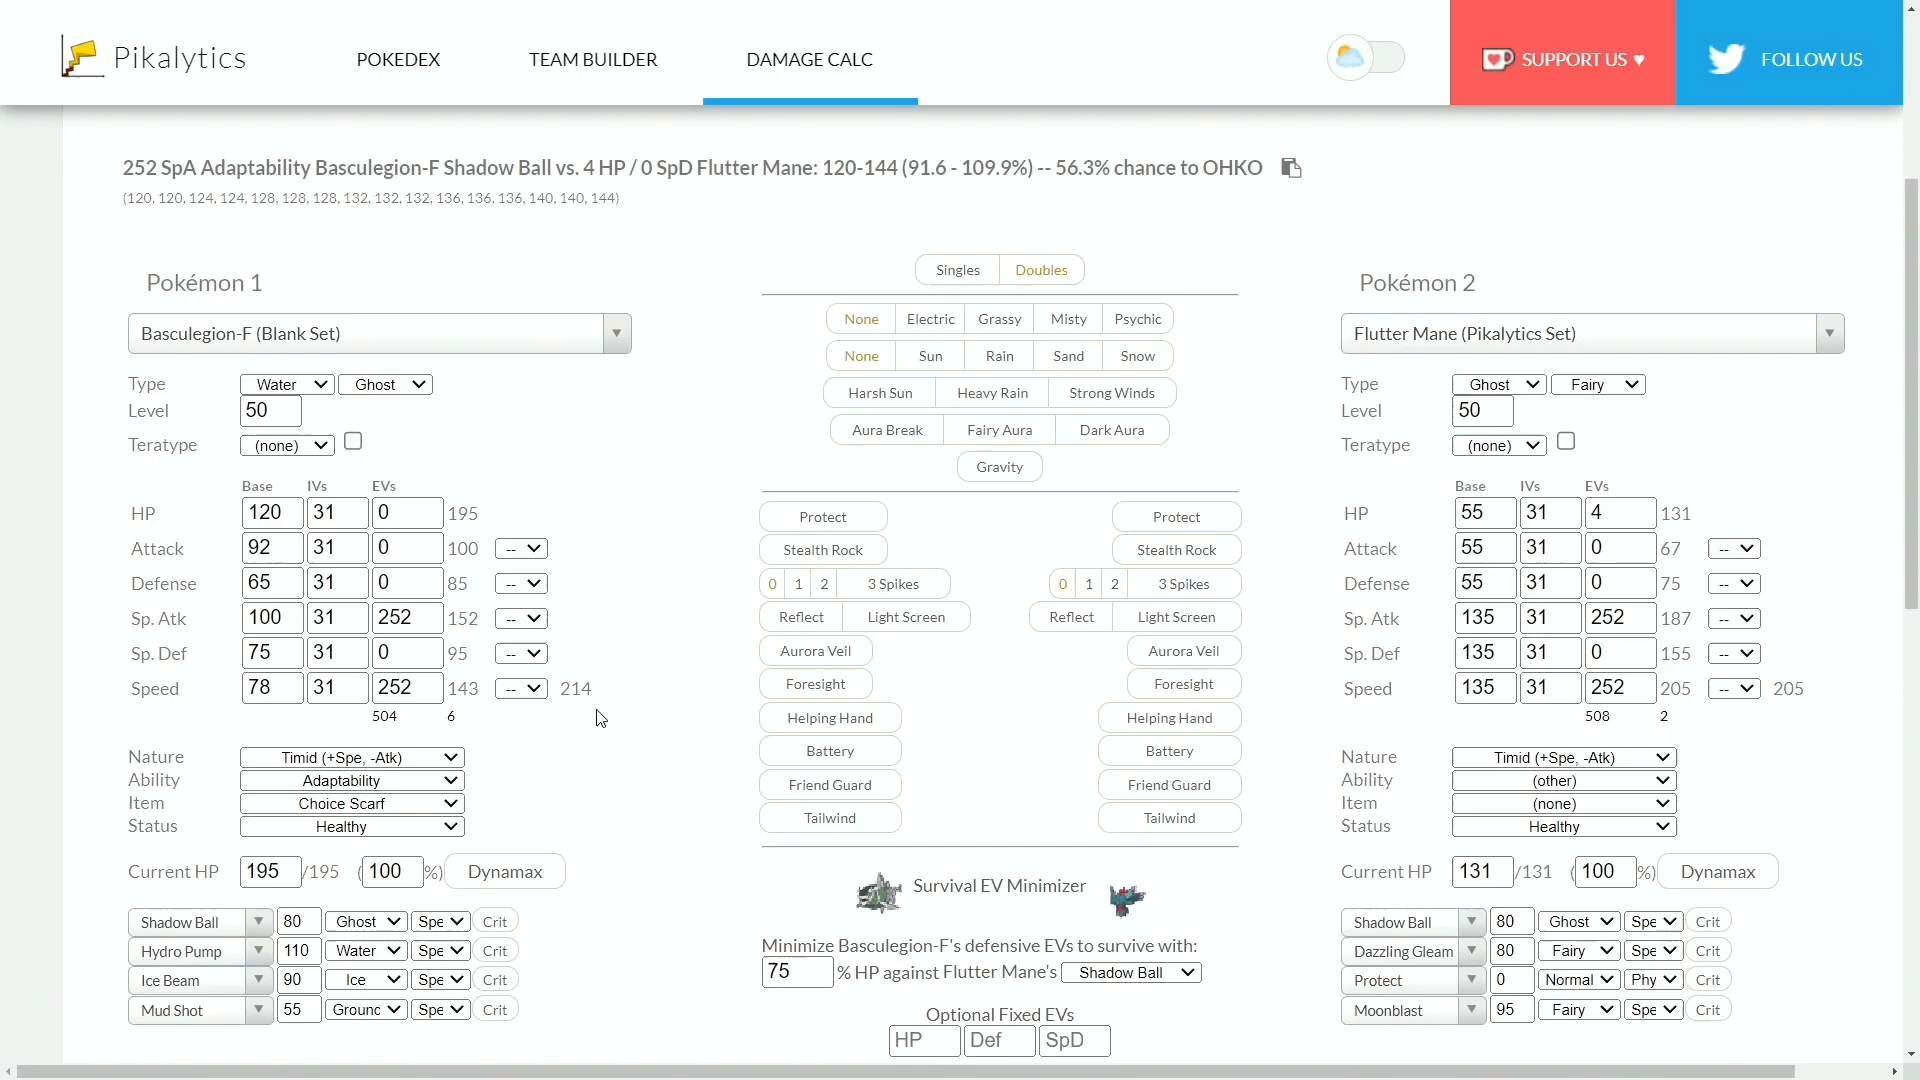 Pikalytics
POKEDEX
TEAM BUILDER
DAMAGE CALC
SUPPORT US ♥
FOLLOW US
252 SpA Adaptability Basculegion-F Shadow Ball vs. 4 HP / 0 SpD Flutter Mane: 120-144 (91.6 - 109.9%) -- 56.3% chance to OHKO
(120, 120, 124, 124, 128, 128, 128, 132, 132, 132, 136, 136, 136, 140, 140, 144)
Pokémon 1
Basculegion-F (Blank Set)
Type Water Ghost
Level 50
Teratype (none)
Base IVs EVs
HP 120 31 0 195
Attack 92 31 0 100 --
Defense 65 31 0 85 --
Sp. Atk 100 31 252 152 --
Sp. Def 75 31 0 95 --
Speed 78 31 252 143 -- 214
504 6
Nature Timid (+Spe, -Atk)
Ability Adaptability
Item Choice Scarf
Status Healthy
Current HP 195 /195 (100 %) Dynamax
Shadow Ball 80 Ghost Spe Crit
Hydro Pump 110 Water Spe Crit
Ice Beam 90 Ice Spe Crit
Mud Shot 55 Grounc Spe Crit
Singles Doubles
None Electric Grassy Misty Psychic
None Sun Rain Sand Snow
Harsh Sun Heavy Rain Strong Winds
Aura Break Fairy Aura Dark Aura
Gravity
Protect Protect
Stealth Rock Stealth Rock
0 1 2 3 Spikes 0 1 2 3 Spikes
Reflect Light Screen Reflect Light Screen
Aurora Veil Aurora Veil
Foresight Foresight
Helping Hand Helping Hand
Battery Battery
Friend Guard Friend Guard
Tailwind Tailwind
Survival EV Minimizer
Minimize Basculegion-F's defensive EVs to survive with:
75 % HP against Flutter Mane's Shadow Ball
Optional Fixed EVs
HP Def SpD
Pokémon 2
Flutter Mane (Pikalytics Set)
Type Ghost Fairy
Level 50
Teratype (none)
Base IVs EVs
HP 55 31 4 131
Attack 55 31 0 67 --
Defense 55 31 0 75 --
Sp. Atk 135 31 252 187 --
Sp. Def 135 31 0 155 --
Speed 135 31 252 205 -- 205
508 2
Nature Timid (+Spe, -Atk)
Ability (other)
Item (none)
Status Healthy
Current HP 131 /131 (100 %) Dynamax
Shadow Ball 80 Ghost Spe Crit
Dazzling Gleam 80 Fairy Spe Crit
Protect 0 Normal Phy Crit
Moonblast 95 Fairy Spe Crit